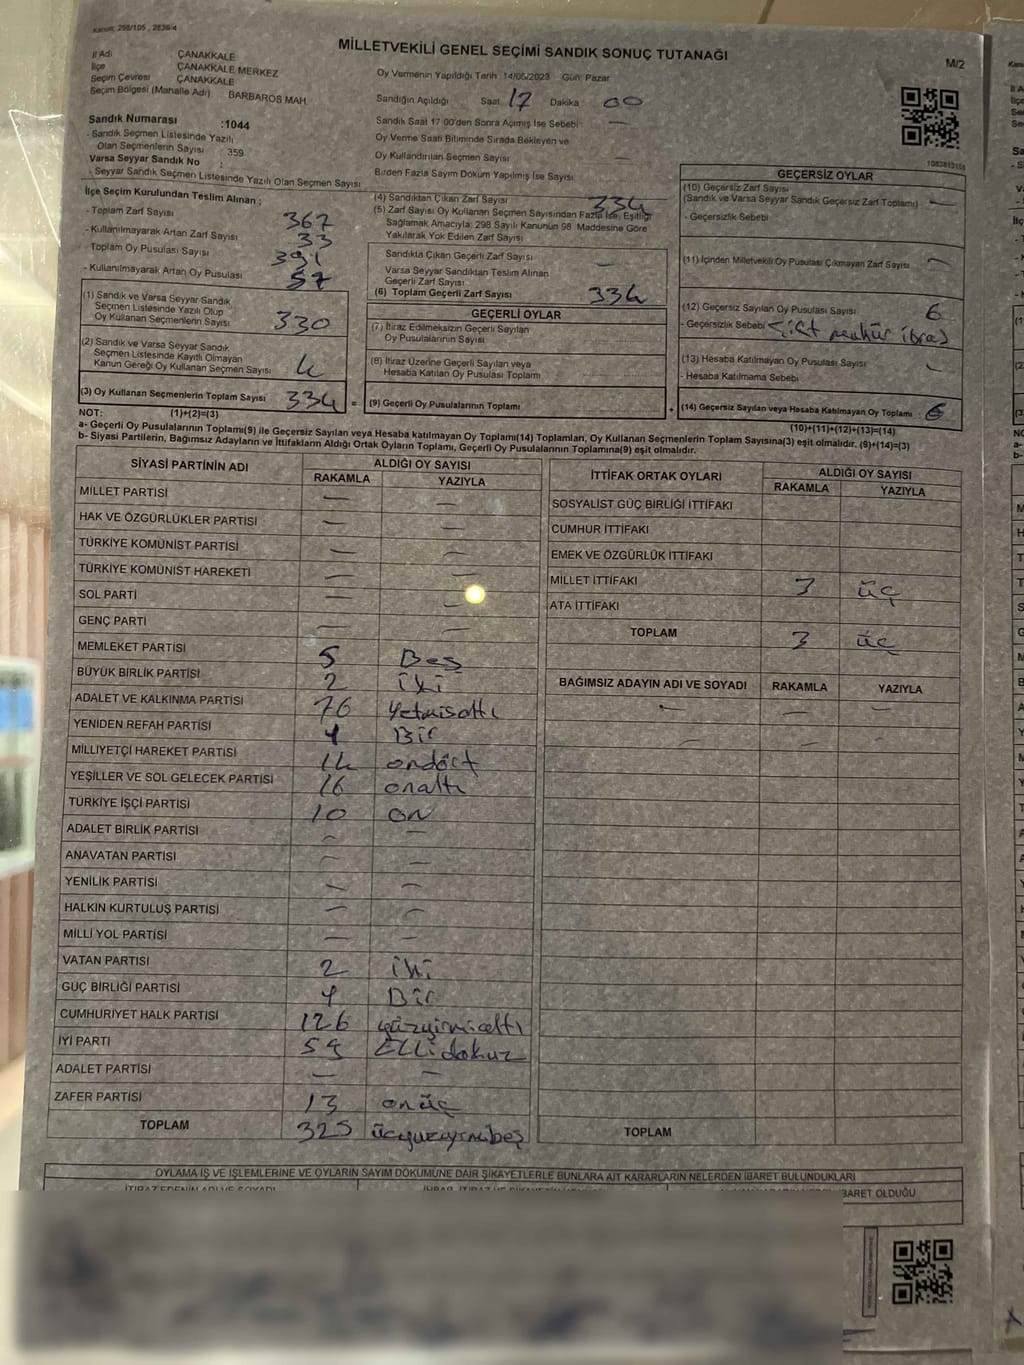 Kanun: 298/105 , 2839/4
MİLLETVEKİLİ GENEL SEÇİMİ SANDIK SONUÇ TUTANAĞI
M/2
İl Adı ÇANAKKALE
İlçe ÇANAKKALE MERKEZ
Seçim Çevresi ÇANAKKALE
Seçim Bölgesi (Mahalle Adı) BARBAROS MAH.
Sandık Numarası :1044
- Sandık Seçmen Listesinde Yazılı
Olan Seçmenlerin Sayısı : 359
Varsa Seyyar Sandık No :
- Seyyar Sandık Seçmen Listesinde Yazılı Olan Seçmen Sayısı
Oy Vermenin Yapıldığı Tarih 14/05/2023 Gün: Pazar
Sandığın Açıldığı Saat 17 Dakika 00
Sandık Saat 17:00'den Sonra Açımış İse Sebebi —
Oy Verme Saati Bitiminde Sırada Bekleyen ve
Oy Kullandırılan Seçmen Sayısı —
Birden Fazla Sayım Döküm Yapılmış İse Sayısı
İlçe Seçim Kurulundan Teslim Alınan ;
- Toplam Zarf Sayısı 367
- Kullanılmayarak Artan Zarf Sayısı 33
- Toplam Oy Pusulası Sayısı 391
- Kullanılmayarak Artan Oy Pusulası 57
(1) Sandık ve Varsa Seyyar Sandık
Seçmen Listesinde Yazılı Olup
Oy Kullanan Seçmenlerin Sayısı 330
(2) Sandık ve Varsa Seyyar Sandık
Seçmen Listesinde Kayıtlı Olmayan
Kanun Gereği Oy Kullanan Seçmen Sayısı 4
(3) Oy Kullanan Seçmenlerin Toplam Sayısı 334 =
(4) Sandıktan Çıkan Zarf Sayısı 334
(5) Zarf Sayısı Oy Kullanan Seçmen Sayısından Fazla İse, Eşitliği
Sağlamak Amacıyla; 298 Sayılı Kanunun 98. Maddesine Göre
Yakılarak Yok Edilen Zarf Sayısı
Sandıkta Çıkan Geçerli Zarf Sayısı —
Varsa Seyyar Sandıktan Teslim Alınan
Geçerli Zarf Sayısı
(6) Toplam Geçerli Zarf Sayısı 334
GEÇERLİ OYLAR
(7) İtiraz Edilmeksizin Geçerli Sayılan
Oy Pusulalarının Sayısı
(8) İtiraz Üzerine Geçerli Sayılan veya
Hesaba Katılan Oy Pusulası Toplamı
(9) Geçerli Oy Pusulalarının Toplamı +
GEÇERSİZ OYLAR
(10) Geçersiz Zarf Sayısı
(Sandık ve Varsa Seyyar Sandık Geçersiz Zarf Toplamı) —
- Geçersizlik Sebebi
(11) İçinden Milletvekili Oy Pusulası Çıkmayan Zarf Sayısı —
(12) Geçersiz Sayılan Oy Pusulası Sayısı 6
- Geçersizlik Sebebi Çift mühür
(13) Hesaba Katılmayan Oy Pusulası Sayısı —
- Hesaba Katılmama Sebebi
(14) Geçersiz Sayılan veya Hesaba Katılmayan Oy Toplamı 6
NOT: (1)+(2)=(3)
(10)+(11)+(12)+(13)=(14)
a- Geçerli Oy Pusulalarının Toplamı(9) ile Geçersiz Sayılan veya Hesaba katılmayan Oy Toplamı(14) Toplamları, Oy Kullanan Seçmenlerin Toplam Sayısına(3) eşit olmalıdır. (9)+(14)=(3)
b- Siyasi Partilerin, Bağımsız Adayların ve İttifakların Aldığı Ortak Oyların Toplamı, Geçerli Oy Pusulalarının Toplamına(9) eşit olmalıdır.
SİYASİ PARTİNİN ADI ALDIĞI OY SAYISI
RAKAMLA YAZIYLA
MİLLET PARTİSİ — —
HAK VE ÖZGÜRLÜKLER PARTİSİ — —
TÜRKİYE KOMÜNİST PARTİSİ — —
TÜRKİYE KOMÜNİST HAREKETİ — —
SOL PARTİ — —
GENÇ PARTİ — —
MEMLEKET PARTİSİ 5 Beş
BÜYÜK BİRLİK PARTİSİ 2 iki
ADALET VE KALKINMA PARTİSİ 76 Yetmişaltı
YENİDEN REFAH PARTİSİ 1 Bir
MİLLİYETÇİ HAREKET PARTİSİ 14 ondört
YEŞİLLER VE SOL GELECEK PARTİSİ 16 onaltı
TÜRKİYE İŞÇİ PARTİSİ 10 on
ADALET BİRLİK PARTİSİ — —
ANAVATAN PARTİSİ — —
YENİLİK PARTİSİ — —
HALKIN KURTULUŞ PARTİSİ — —
MİLLİ YOL PARTİSİ — —
VATAN PARTİSİ 2 iki
GÜÇ BİRLİĞİ PARTİSİ 1 Bir
CUMHURİYET HALK PARTİSİ 126 yüzyirmialtı
İYİ PARTİ 59 Ellidokuz
ADALET PARTİSİ — —
ZAFER PARTİSİ 13 onüç
TOPLAM 325 üçyüzyirmibeş
İTTİFAK ORTAK OYLARI ALDIĞI OY SAYISI
RAKAMLA YAZIYLA
SOSYALİST GÜÇ BİRLİĞİ İTTİFAKI
CUMHUR İTTİFAKI
EMEK VE ÖZGÜRLÜK İTTİFAKI
MİLLET İTTİFAKI 3 üç
ATA İTTİFAKI
TOPLAM 3 üç
BAĞIMSIZ ADAYIN ADI VE SOYADI RAKAMLA YAZIYLA
— — —
— — —
TOPLAM
OYLAMA İŞ VE İŞLEMLERİNE VE OYLARIN SAYIM DÖKÜMÜNE DAİR ŞİKAYETLERLE BUNLARA AİT KARARLARIN NELERDEN İBARET BULUNDUKLARI
İTİRAZ EDENİN ADI VE SOYADI
BARET OLDUĞU